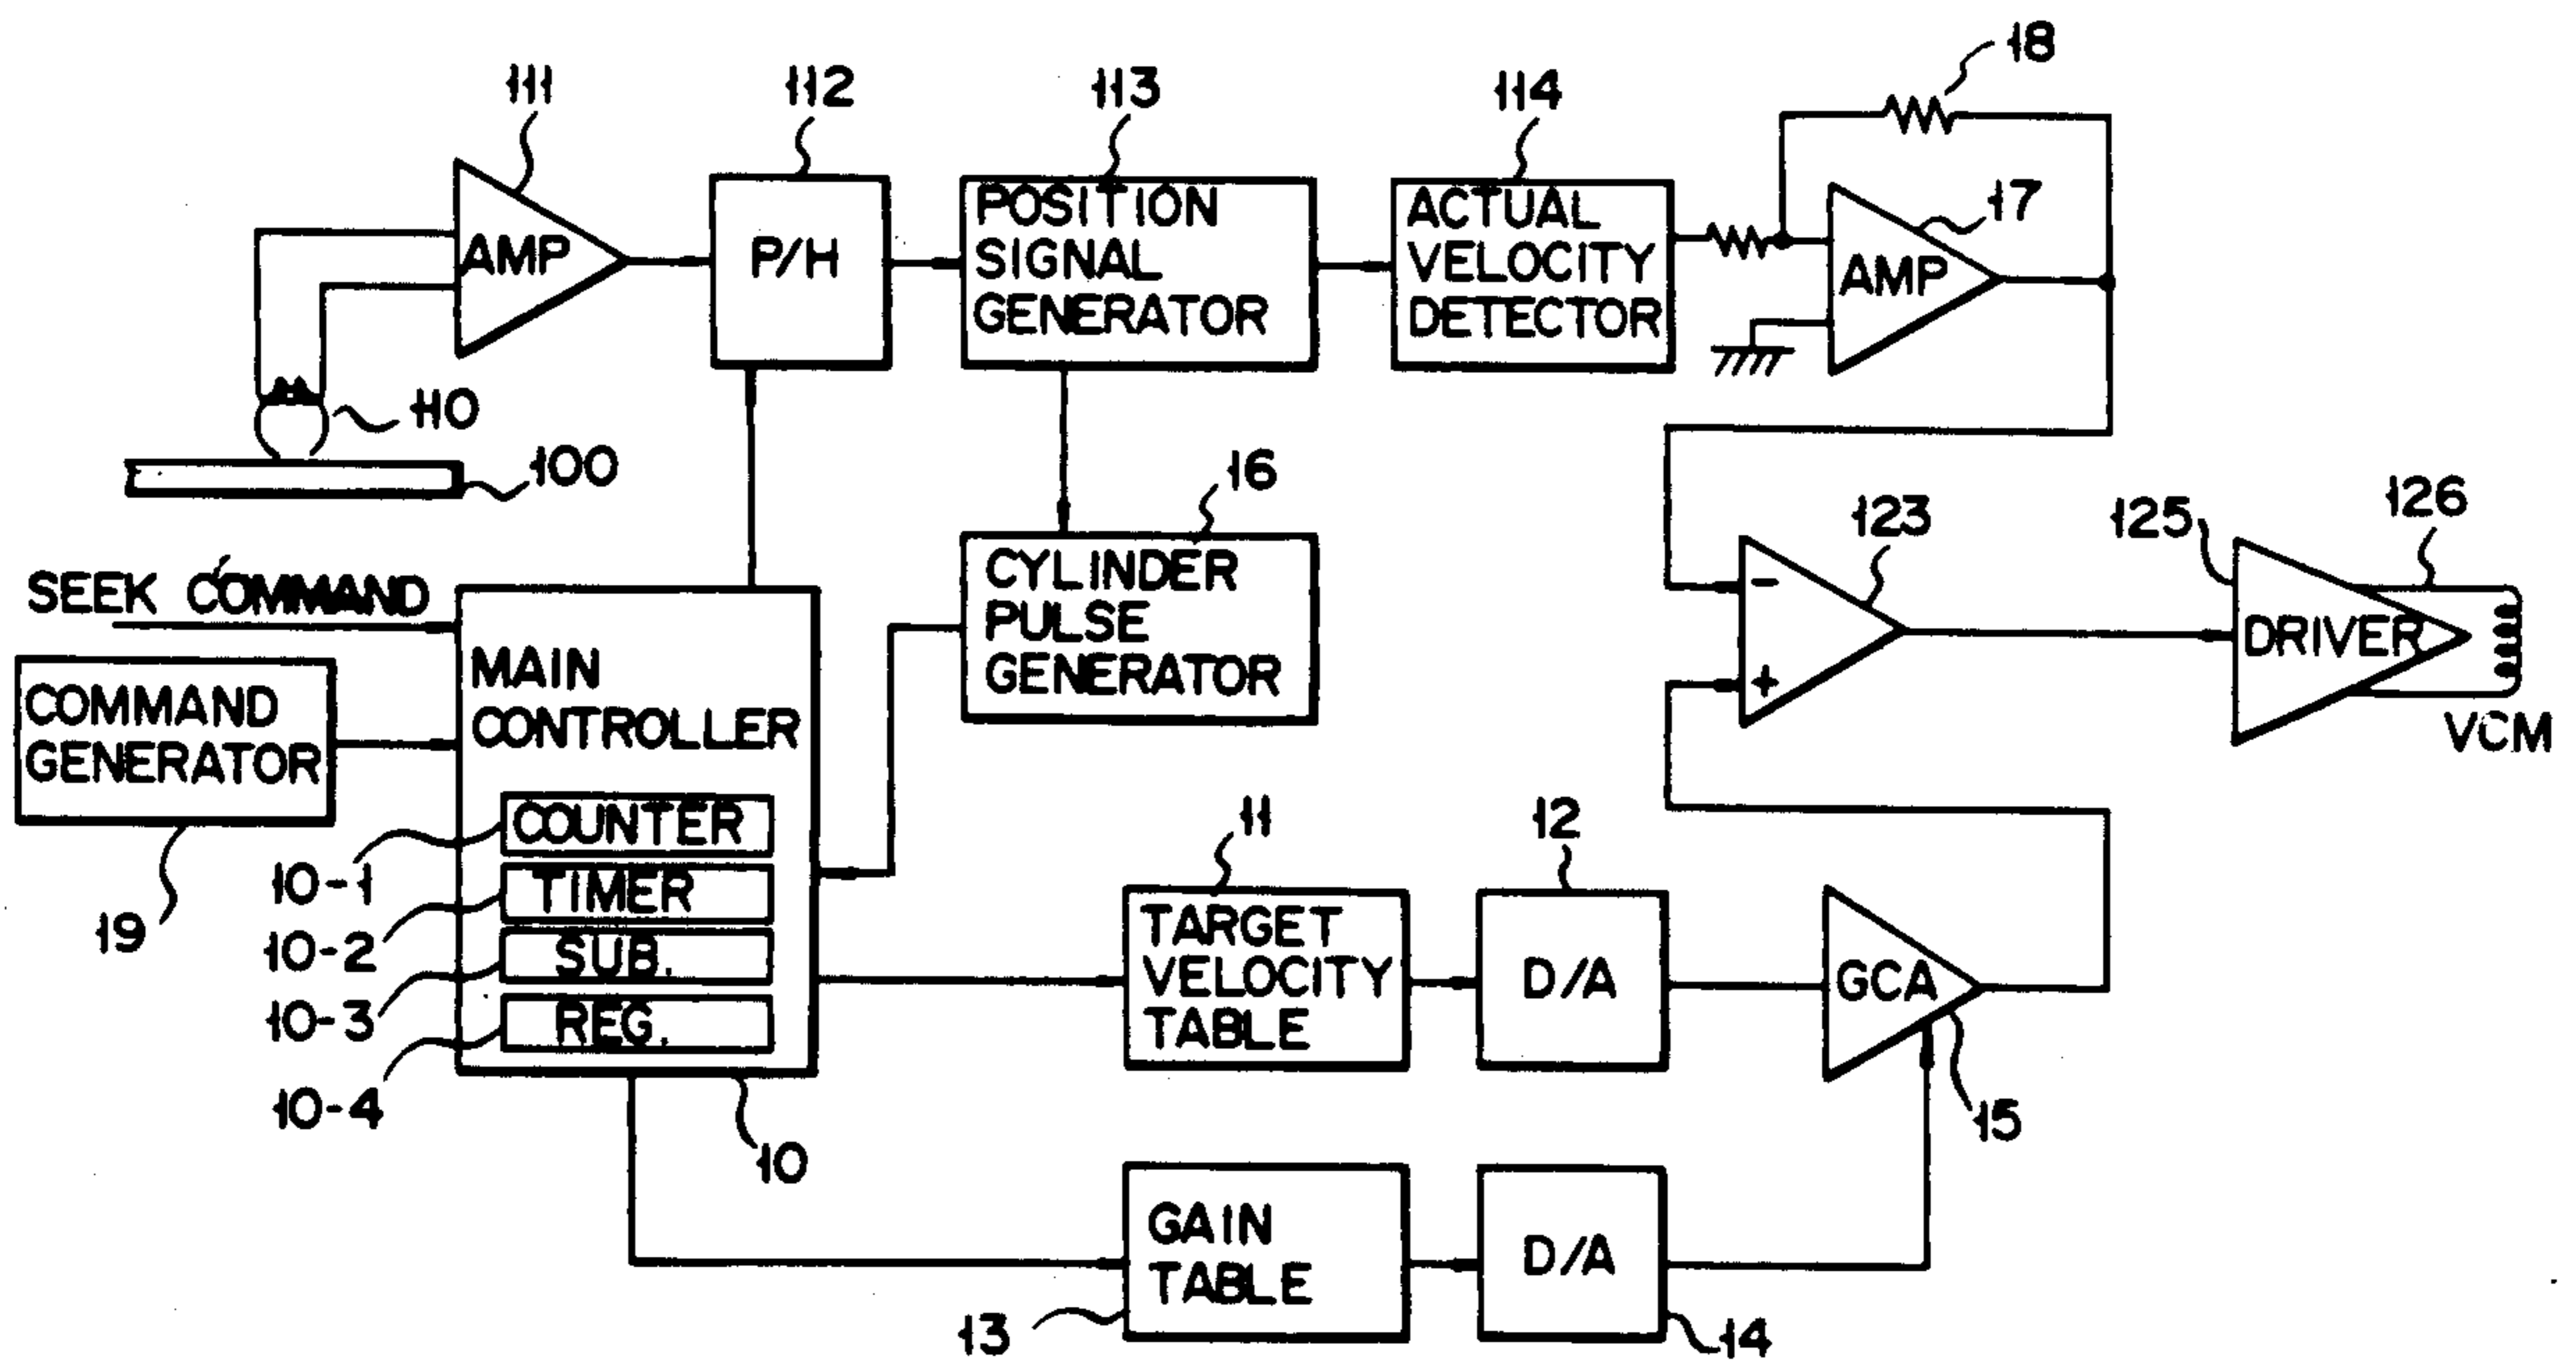 18
111
112
113
114
17
AMP
P/H
POSITION
SIGNAL
GENERATOR
ACTUAL
VELOCITY
DETECTOR
AMP
110
100
16
123
125
126
SEEK COMMAND
CYLINDER
PULSE
GENERATOR
-
+
DRIVER
VCM
COMMAND
GENERATOR
MAIN
CONTROLLER
COUNTER
TIMER
SUB.
REG.
10-1
10-2
10-3
10-4
19
10
11
12
TARGET
VELOCITY
TABLE
D/A
GCA
15
GAIN
TABLE
D/A
13
14